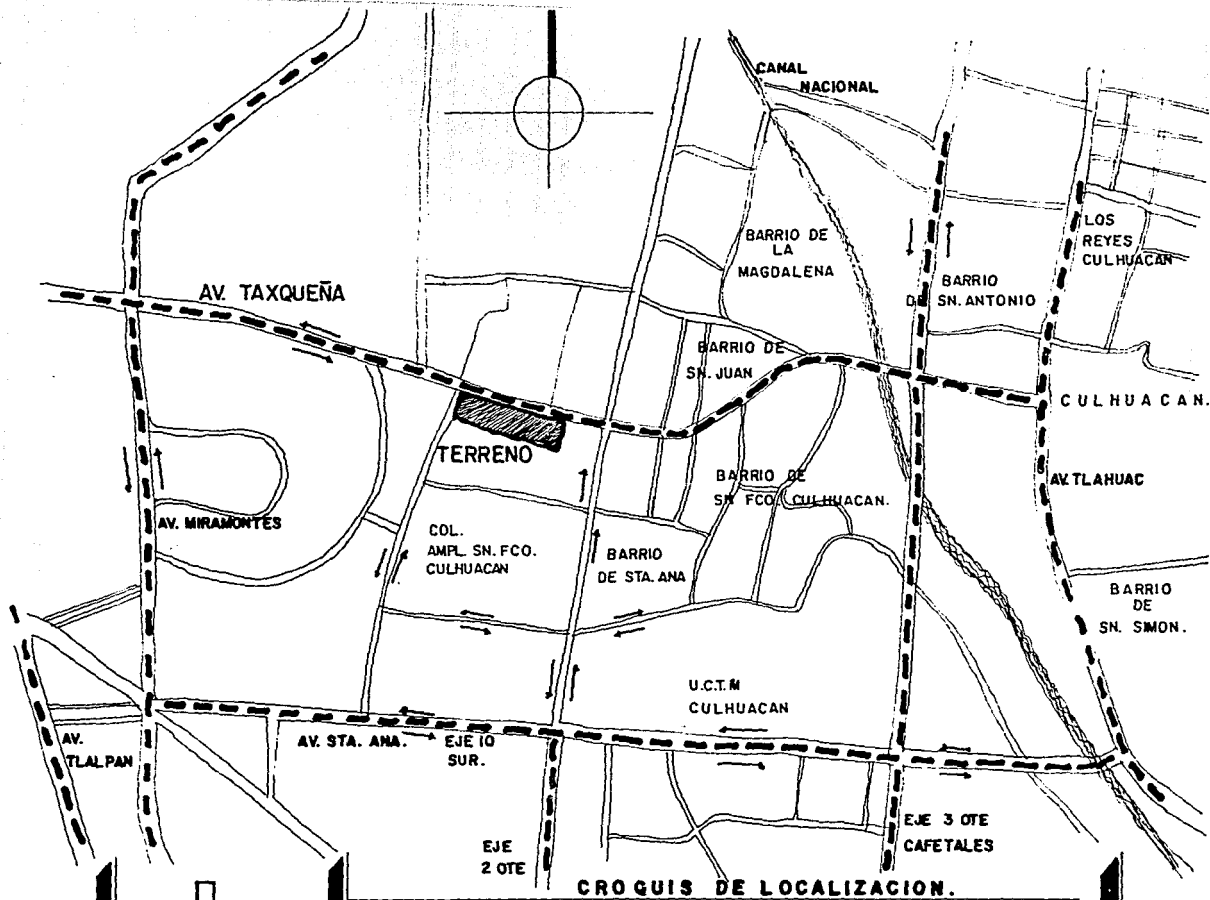 CANAL
NACIONAL
LOS
REYES
CULHUACAN
BARRIO DE
LA
MAGDALENA
BARRIO
DE SN. ANTONIO
AV. TAXQUEÑA
BARRIO DE
SN. JUAN
CULHUACAN.
TERRENO
BARRIO DE
SN FCO. CULHUACAN.
AV. TLAHUAC
AV. MIRAMONTES
COL.
AMPL. SN. FCO.
CULHUACAN
BARRIO
DE STA. ANA
BARRIO
DE
SN. SIMON.
U.C.T.M
CULHUACAN
AV.
TLALPAN
AV. STA. ANA.
EJE 10
SUR.
EJE
2 OTE
EJE 3 OTE
CAFETALES
CROQUIS DE LOCALIZACION.